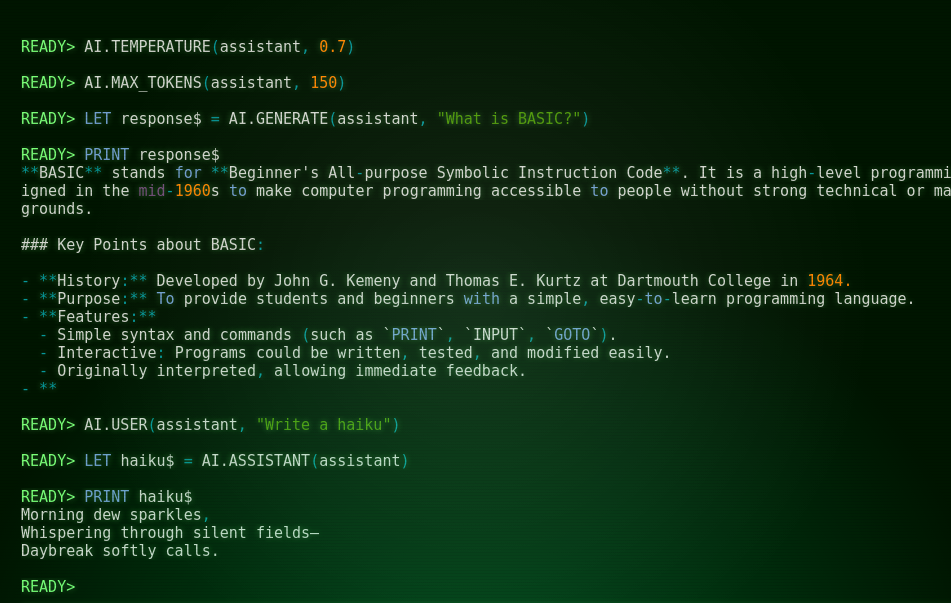 READY> AI.TEMPERATURE(assistant, 0.7)
READY> AI.MAX_TOKENS(assistant, 150)
READY> LET response$ = AI.GENERATE(assistant, "What is BASIC?")
READY> PRINT response$
**BASIC** stands for **Beginner's All-purpose Symbolic Instruction Code**. It is a high-level programmi
igned in the mid-1960s to make computer programming accessible to people without strong technical or ma
grounds.
### Key Points about BASIC:
- **History:** Developed by John G. Kemeny and Thomas E. Kurtz at Dartmouth College in 1964.
- **Purpose:** To provide students and beginners with a simple, easy-to-learn programming language.
- **Features:**
  - Simple syntax and commands (such as `PRINT`, `INPUT`, `GOTO`).
  - Interactive: Programs could be written, tested, and modified easily.
  - Originally interpreted, allowing immediate feedback.
- **
READY> AI.USER(assistant, "Write a haiku")
READY> LET haiku$ = AI.ASSISTANT(assistant)
READY> PRINT haiku$
Morning dew sparkles,
Whispering through silent fields—
Daybreak softly calls.
READY>